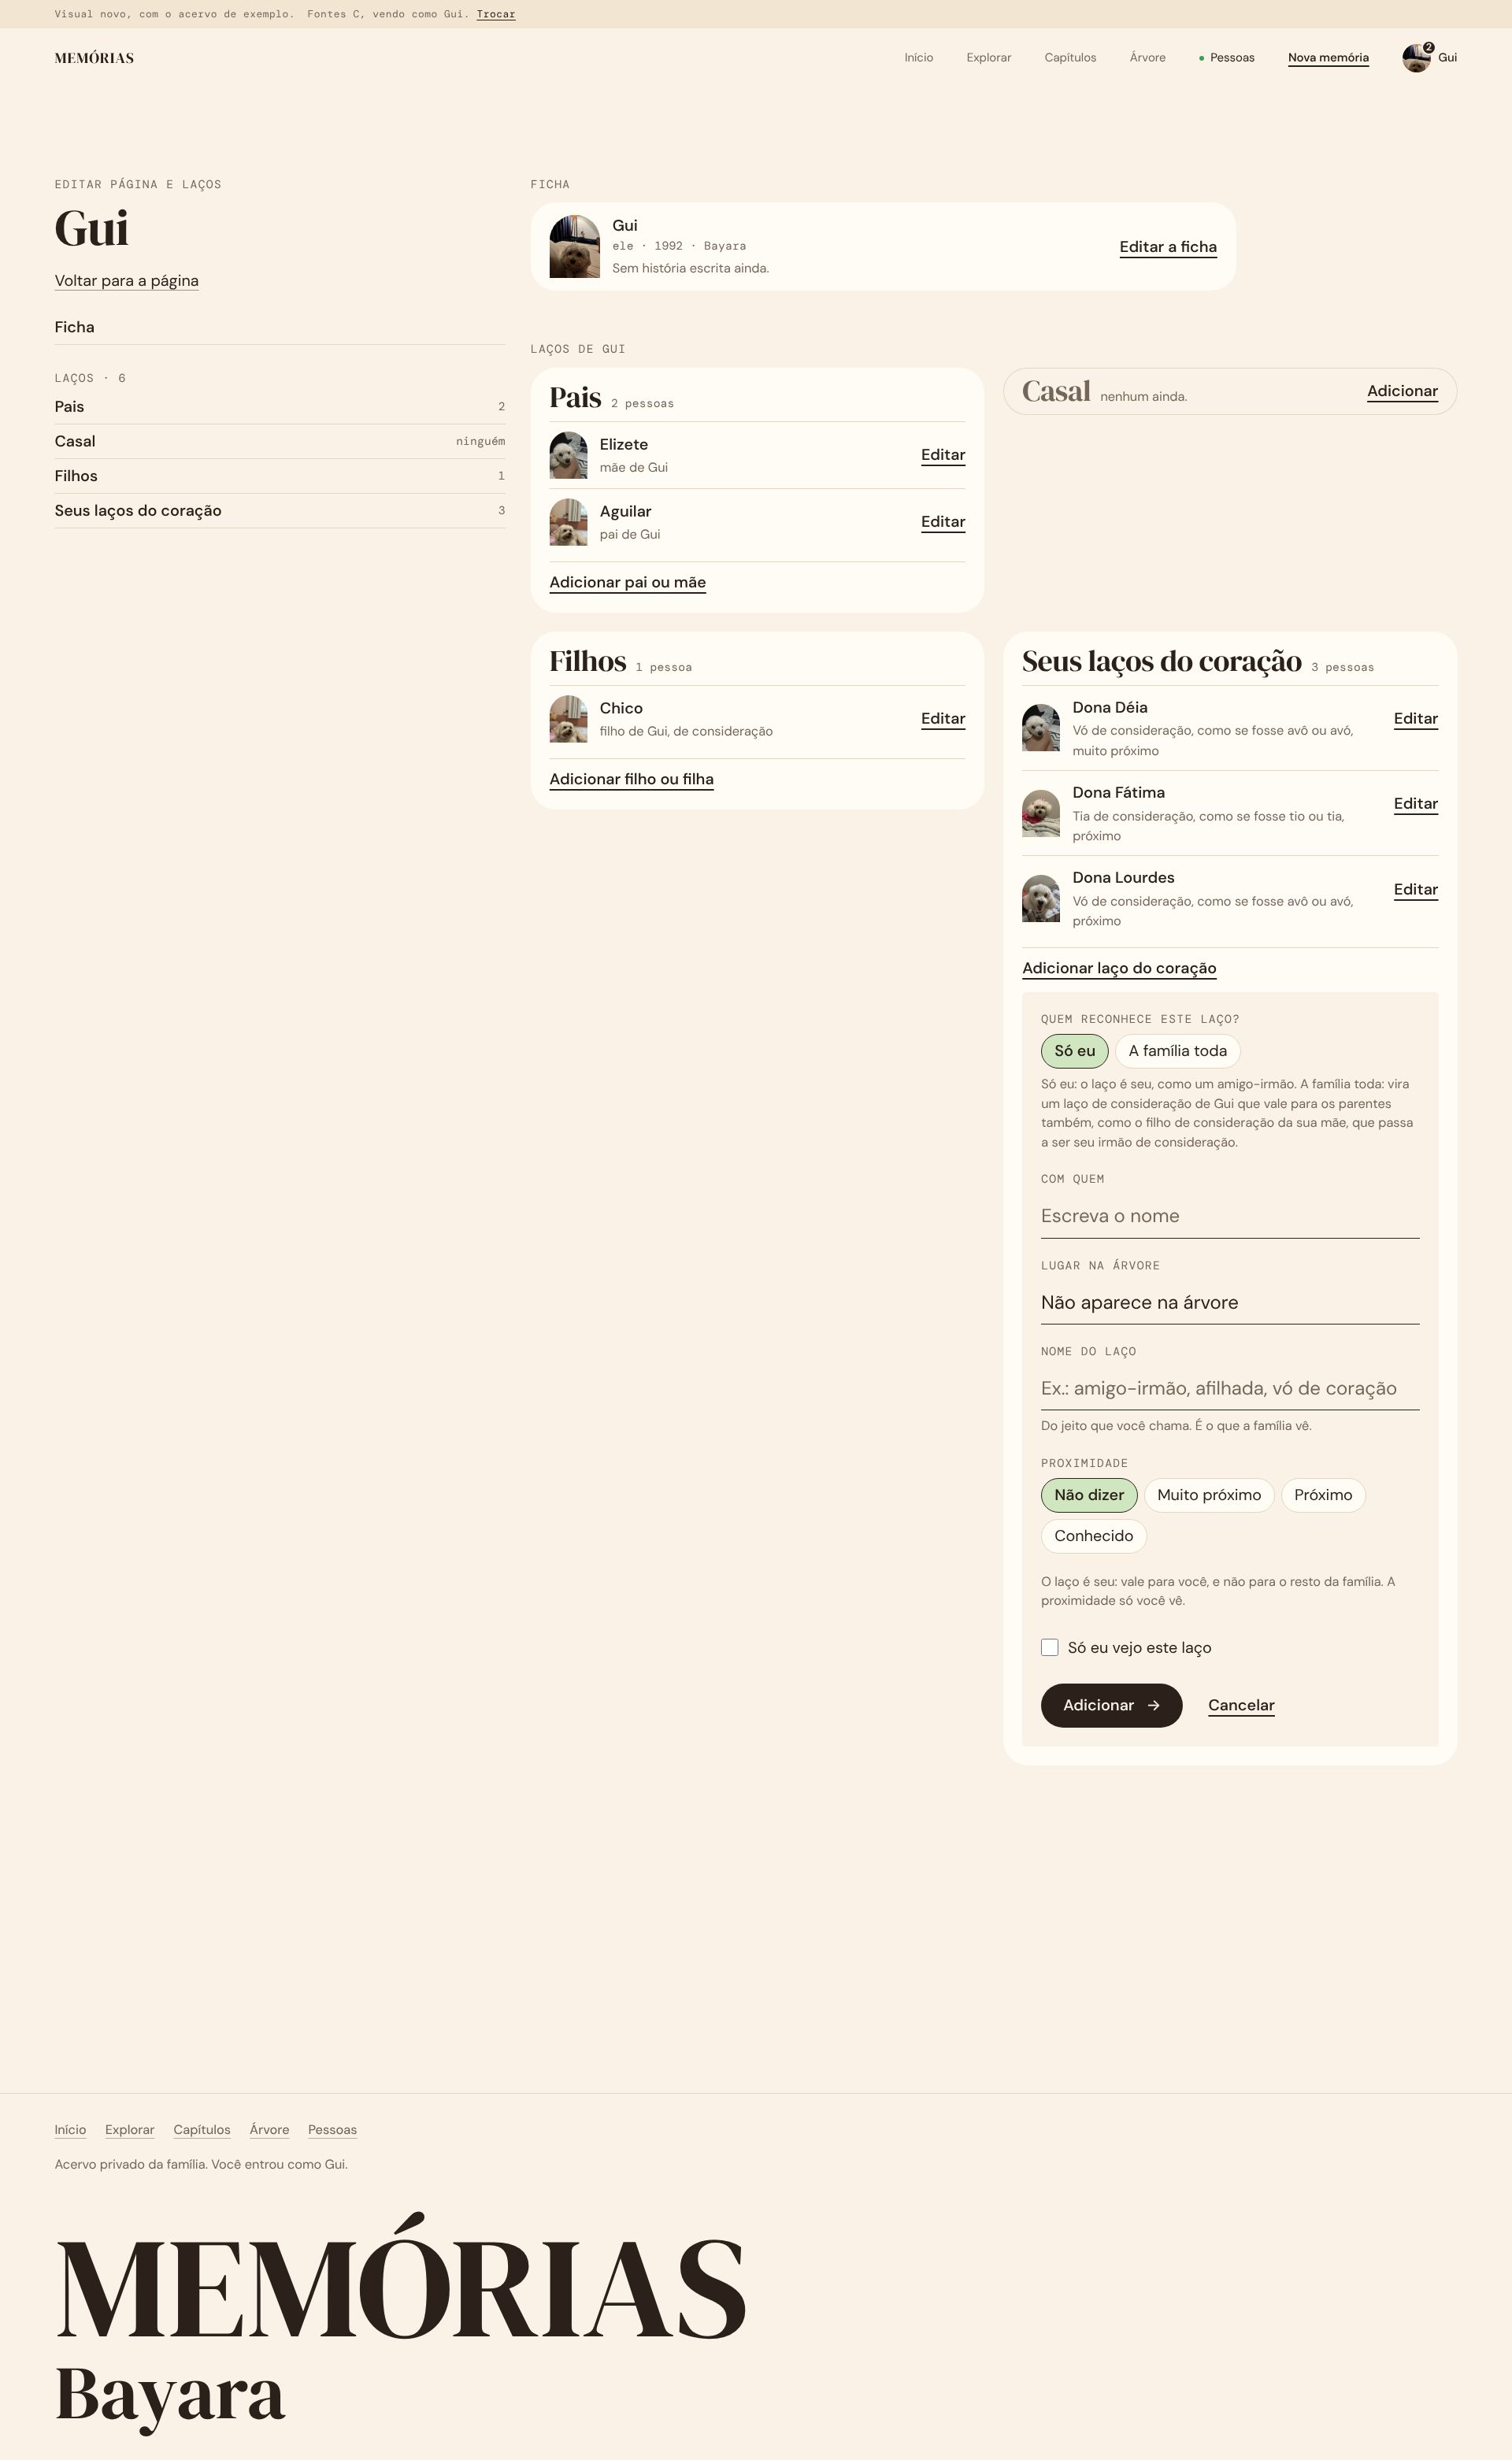 Visual novo, com o acervo de exemplo. Fontes C, vendo como Gui. Trocar
MEMÓRIAS
Início
Explorar
Capítulos
Árvore
Pessoas
Nova memória
2
Gui
EDITAR PÁGINA E LAÇOS
Gui
Voltar para a página
Ficha
LAÇOS · 6
Pais 2
Casal ninguém
Filhos 1
Seus laços do coração 3
FICHA
Gui
ele · 1992 · Bayara
Sem história escrita ainda.
Editar a ficha
LAÇOS DE GUI
Pais 2 pessoas
Elizete
mãe de Gui
Editar
Aguilar
pai de Gui
Editar
Adicionar pai ou mãe
Casal nenhum ainda.
Adicionar
Filhos 1 pessoa
Chico
filho de Gui, de consideração
Editar
Adicionar filho ou filha
Seus laços do coração 3 pessoas
Dona Déia
Vó de consideração, como se fosse avô ou avó,
muito próximo
Editar
Dona Fátima
Tia de consideração, como se fosse tio ou tia,
próximo
Editar
Dona Lourdes
Vó de consideração, como se fosse avô ou avó,
próximo
Editar
Adicionar laço do coração
QUEM RECONHECE ESTE LAÇO?
Só eu
A família toda
Só eu: o laço é seu, como um amigo-irmão. A família toda: vira
um laço de consideração de Gui que vale para os parentes
também, como o filho de consideração da sua mãe, que passa
a ser seu irmão de consideração.
COM QUEM
Escreva o nome
LUGAR NA ÁRVORE
Não aparece na árvore
NOME DO LAÇO
Ex.: amigo-irmão, afilhada, vó de coração
Do jeito que você chama. É o que a família vê.
PROXIMIDADE
Não dizer
Muito próximo
Próximo
Conhecido
O laço é seu: vale para você, e não para o resto da família. A
proximidade só você vê.
Só eu vejo este laço
Adicionar →
Cancelar
Início
Explorar
Capítulos
Árvore
Pessoas
Acervo privado da família. Você entrou como Gui.
MEMÓRIAS
Bayara